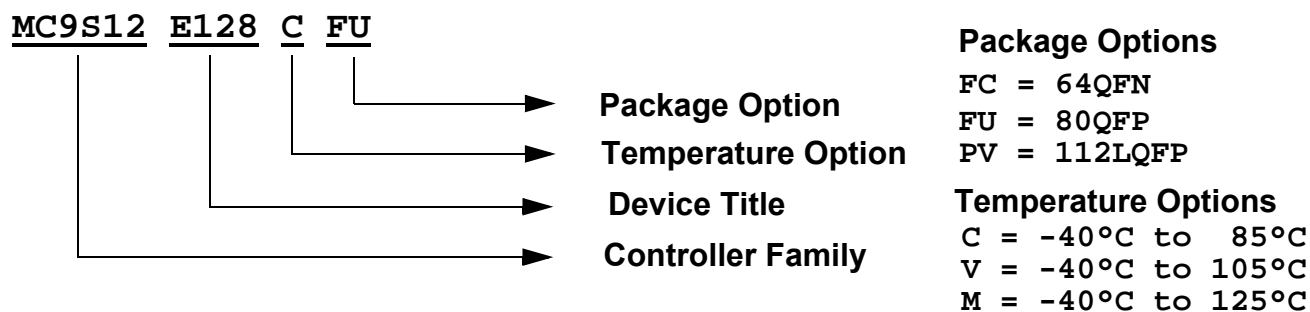 MC9S12 E128 C FU
Package Option
Temperature Option
Device Title
Controller Family
Package Options
FC = 64QFN
FU = 80QFP
PV = 112LQFP
Temperature Options
C = -40°C to 85°C
V = -40°C to 105°C
M = -40°C to 125°C